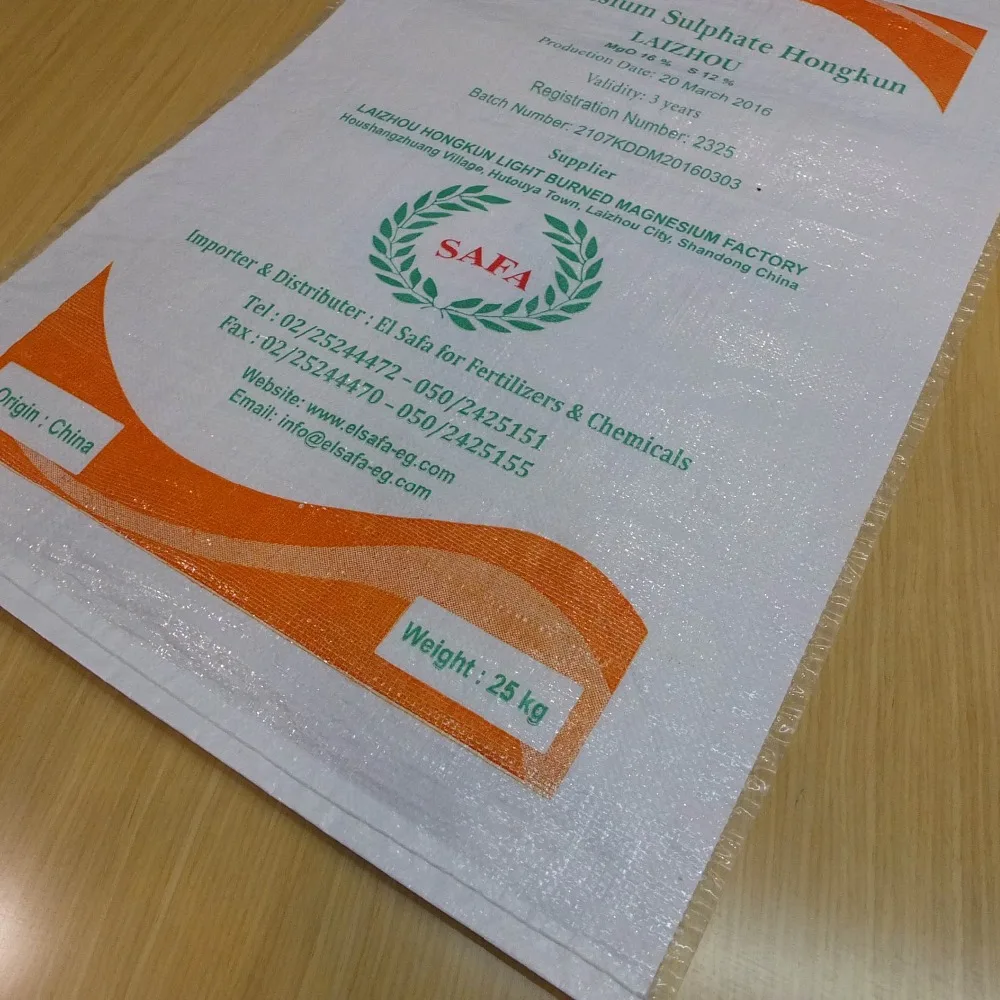 sium Sulphate Hongkun
LAIZHOU
MgO 16 % S 12 %
Production Date: 20 March 2016
Validity: 3 years
Registration Number: 2325
Batch Number: 2107KDDM20160303
Supplier
LAIZHOU HONGKUN LIGHT BURNED MAGNESIUM FACTORY
Houshangzhuang Village, Hutouya Town, Laizhou City, Shandong China
SAFA
Importer & Distributer : El Safa for Fertilizers & Chemicals
Tel : 02/25244472 – 050/2425151
Fax : 02/25244470 - 050/2425155
Website: www.elsafa-eg.com
Email: info@elsafa-eg.com
Origin : China
Weight : 25 kg